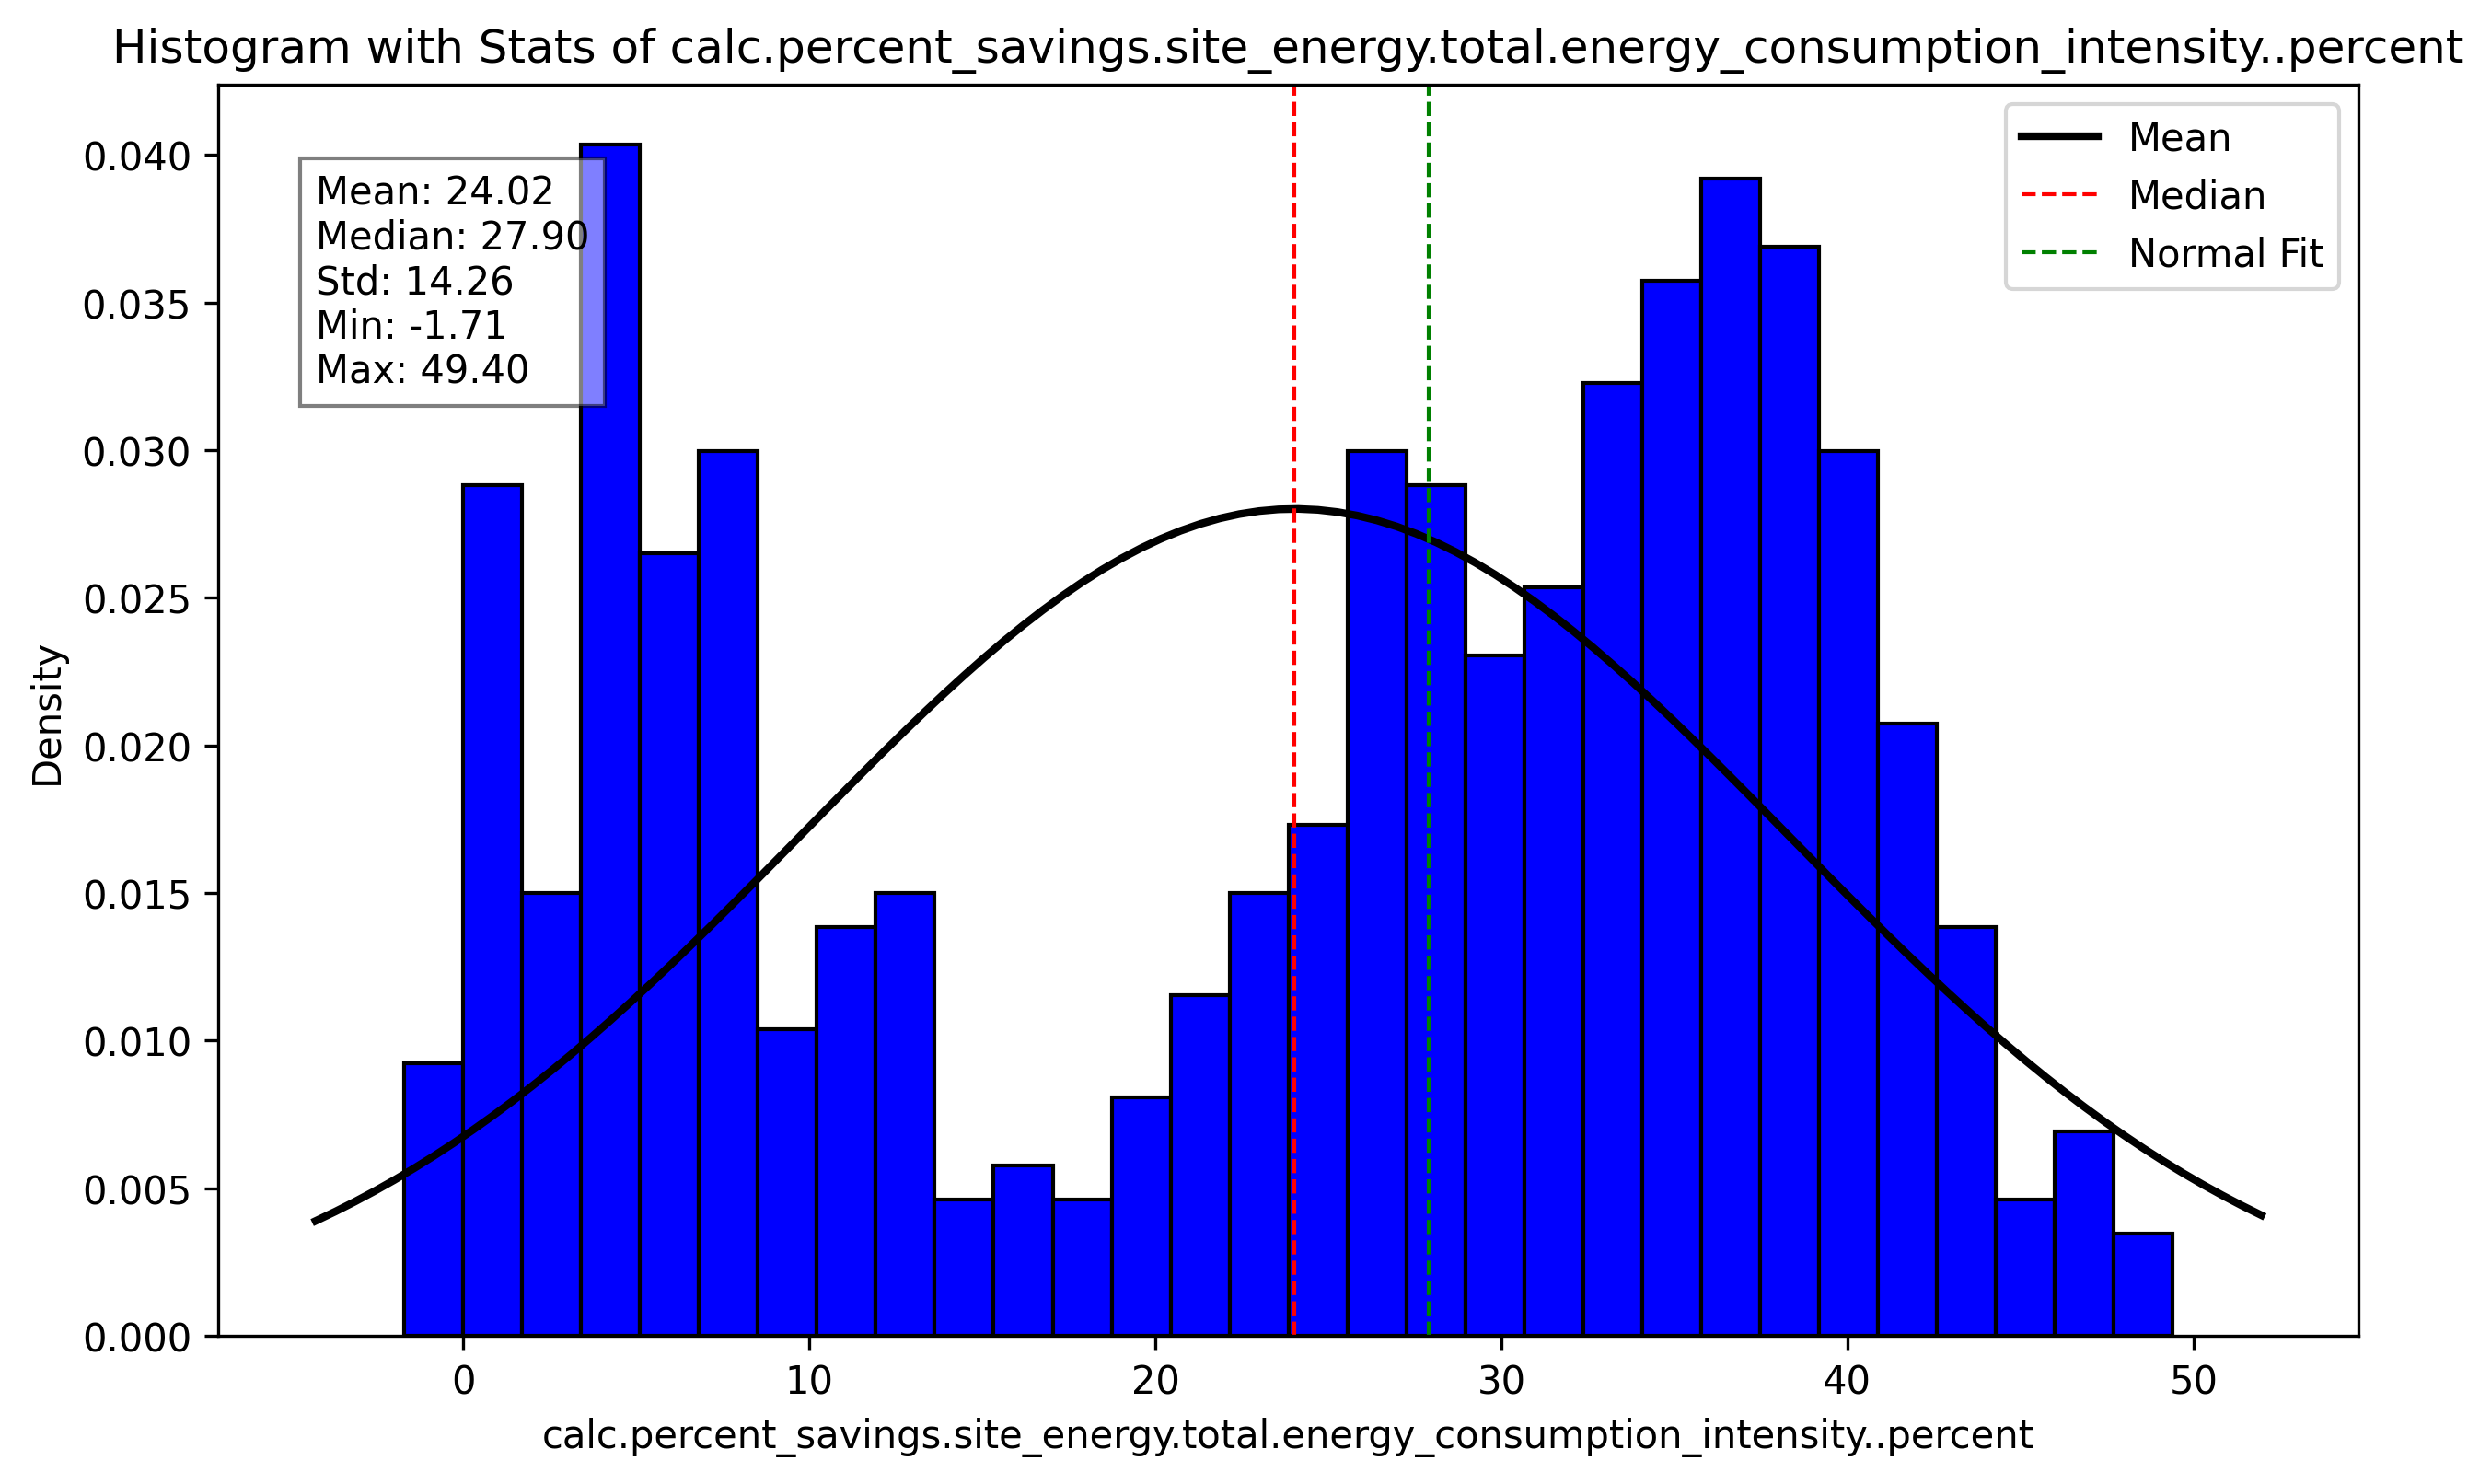 Histogram with Stats of calc.percent_savings.site_energy.total.energy_consumption_intensity..percent
Mean
Median
Normal Fit
Mean: 24.02
Median: 27.90
Std: 14.26
Min: -1.71
Max: 49.40
0.040
0.035
0.030
0.025
0.020
0.015
0.010
0.005
0.000
Density
0 10 20 30 40 50
calc.percent_savings.site_energy.total.energy_consumption_intensity..percent